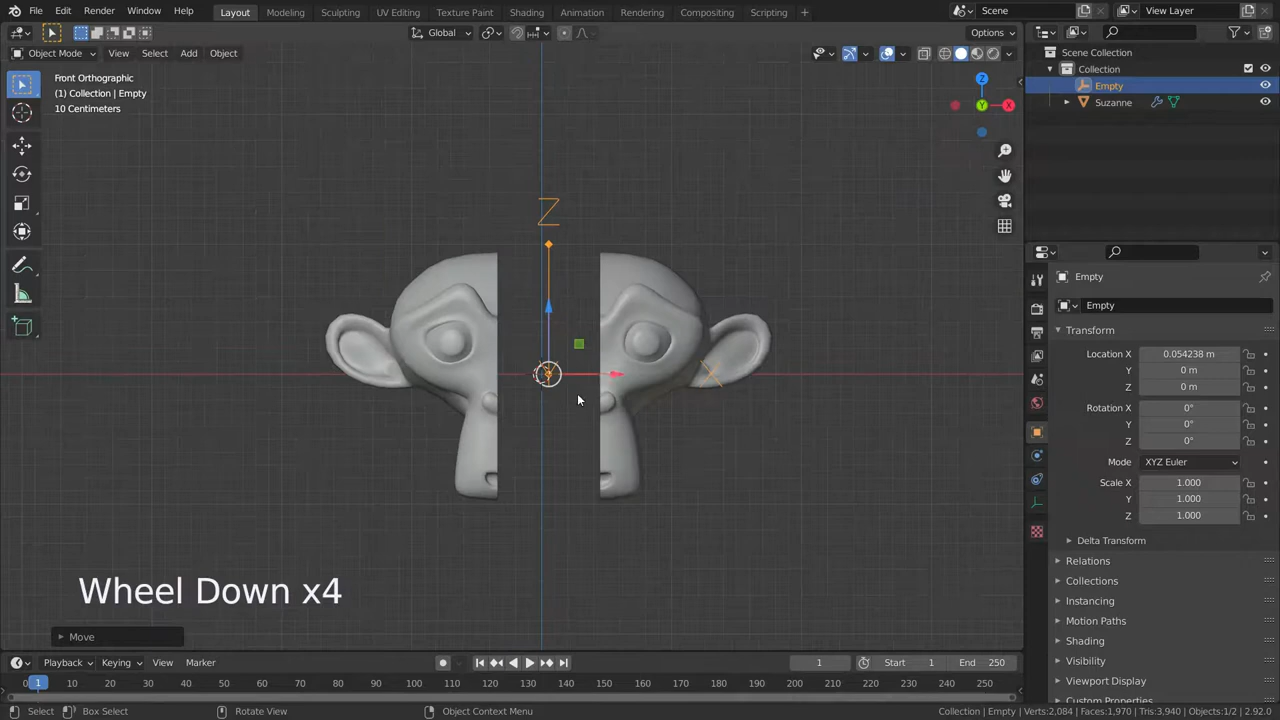 File Edit Render Window Help Layout Modeling Sculpting UV Editing Texture Paint Shading Animation Rendering Compositing Scripting + Scene View Layer
Global Options
Object Mode View Select Add Object
Front Orthographic
(1) Collection | Empty
10 Centimeters
Z
Z
X
Y
Scene Collection
Collection
Empty
Suzanne
Empty
Empty
Transform
Location X 0.054238 m
Y 0 m
Z 0 m
Rotation X 0°
Y 0°
Z 0°
Mode XYZ Euler
Scale X 1.000
Y 1.000
Z 1.000
Delta Transform
Relations
Collections
Instancing
Motion Paths
Shading
Visibility
Viewport Display
Custom Properties
Wheel Down x4
Move
Playback Keying View Marker 1 Start 1 End 250
0 1 10 20 30 40 50 60 70 80 90 100 110 120 130 140 150 160 170 180 190 200 210 220 230 240 250
Select Box Select Rotate View Object Context Menu Collection | Empty | Verts:2,084 | Faces:1,970 | Tris:3,940 | Objects:1/2 | 2.92.0